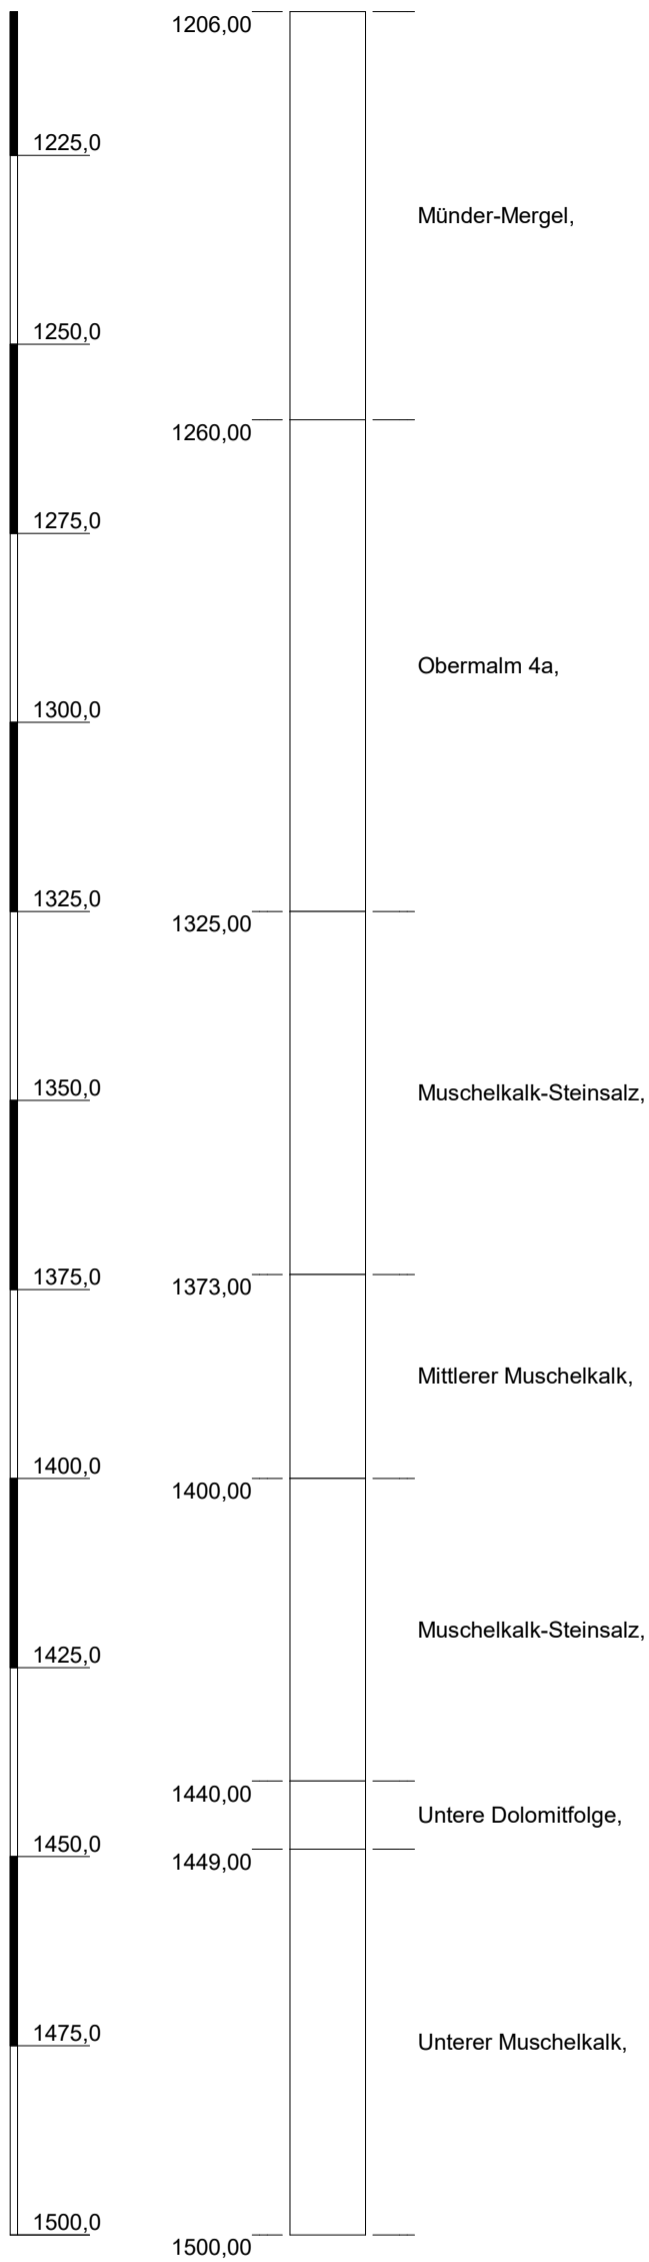 1206,00
1225,0
Münder-Mergel,
1250,0
1260,00
1275,0
Obermalm 4a,
1300,0
1325,0
1325,00
1350,0
Muschelkalk-Steinsalz,
1375,0
1373,00
Mittlerer Muschelkalk,
1400,0
1400,00
Muschelkalk-Steinsalz,
1425,0
1440,00
Untere Dolomitfolge,
1450,0
1449,00
1475,0
Unterer Muschelkalk,
1500,0
1500,00